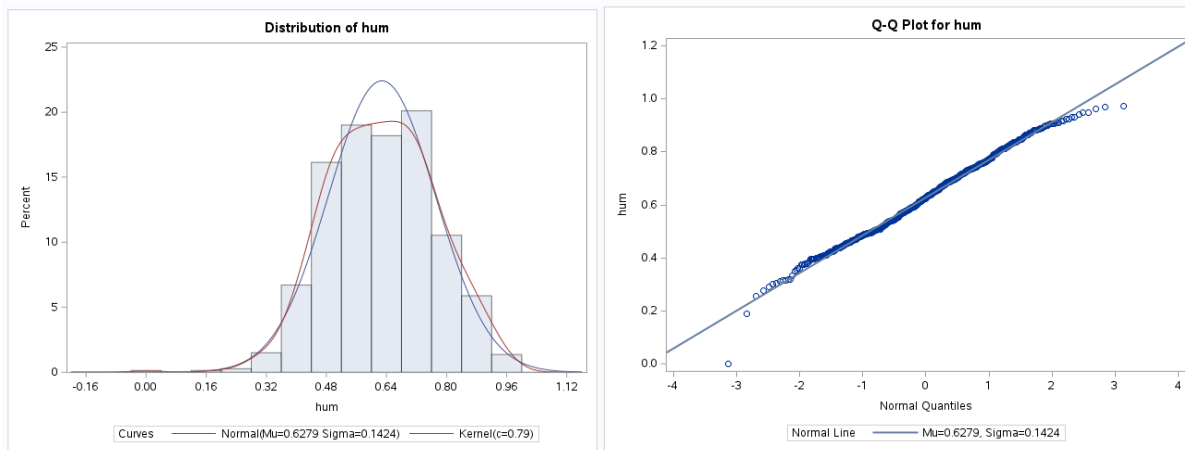 Distribution of hum
25
20
15
10
5
0
Percent
-0.16 0.00 0.16 0.32 0.48 0.64 0.80 0.96 1.12
hum
Curves Normal(Mu=0.6279 Sigma=0.1424) Kernel(c=0.79)
Q-Q Plot for hum
1.2
1.0
0.8
0.6
0.4
0.2
0.0
hum
-4 -3 -2 -1 0 1 2 3 4
Normal Quantiles
Normal Line Mu=0.6279, Sigma=0.1424